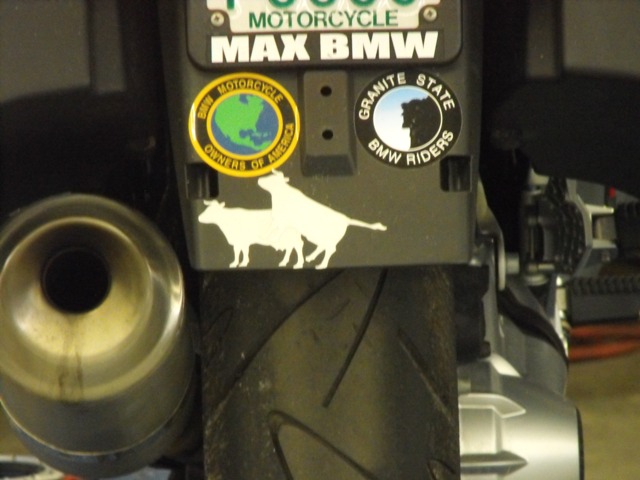 MOTORCYCLE
MAX BMW
BMW MOTORCYCLE
OWNERS OF AMERICA
GRANITE STATE
BMW RIDERS